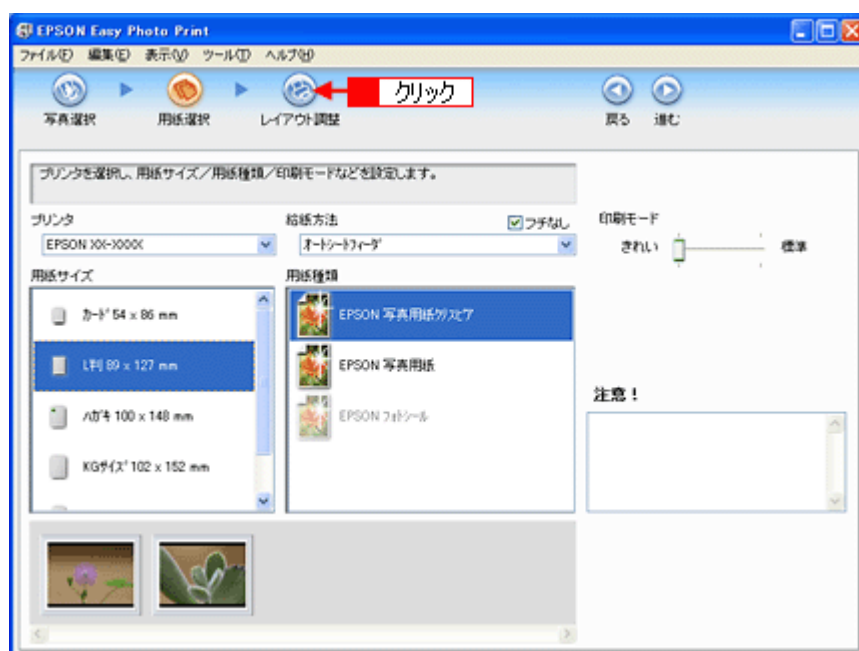 EPSON Easy Photo Print
ファイル(F) 編集(E) 表示(V) ツール(T) ヘルプ(H)
クリック
写真選択 用紙選択 レイアウト調整 戻る 進む
プリンタを選択し、用紙サイズ/用紙種類/印刷モードなどを設定します。
プリンタ 給紙方法 フチなし 印刷モード
EPSON XX-XXXX オートシートフィーダ きれい 標準
用紙サイズ 用紙種類
カード 54 x 86 mm EPSON 写真用紙クリスピア
L判 89 x 127 mm EPSON 写真用紙
注意!
ハガキ 100 x 148 mm EPSON フォトシール
KGサイズ 102 x 152 mm